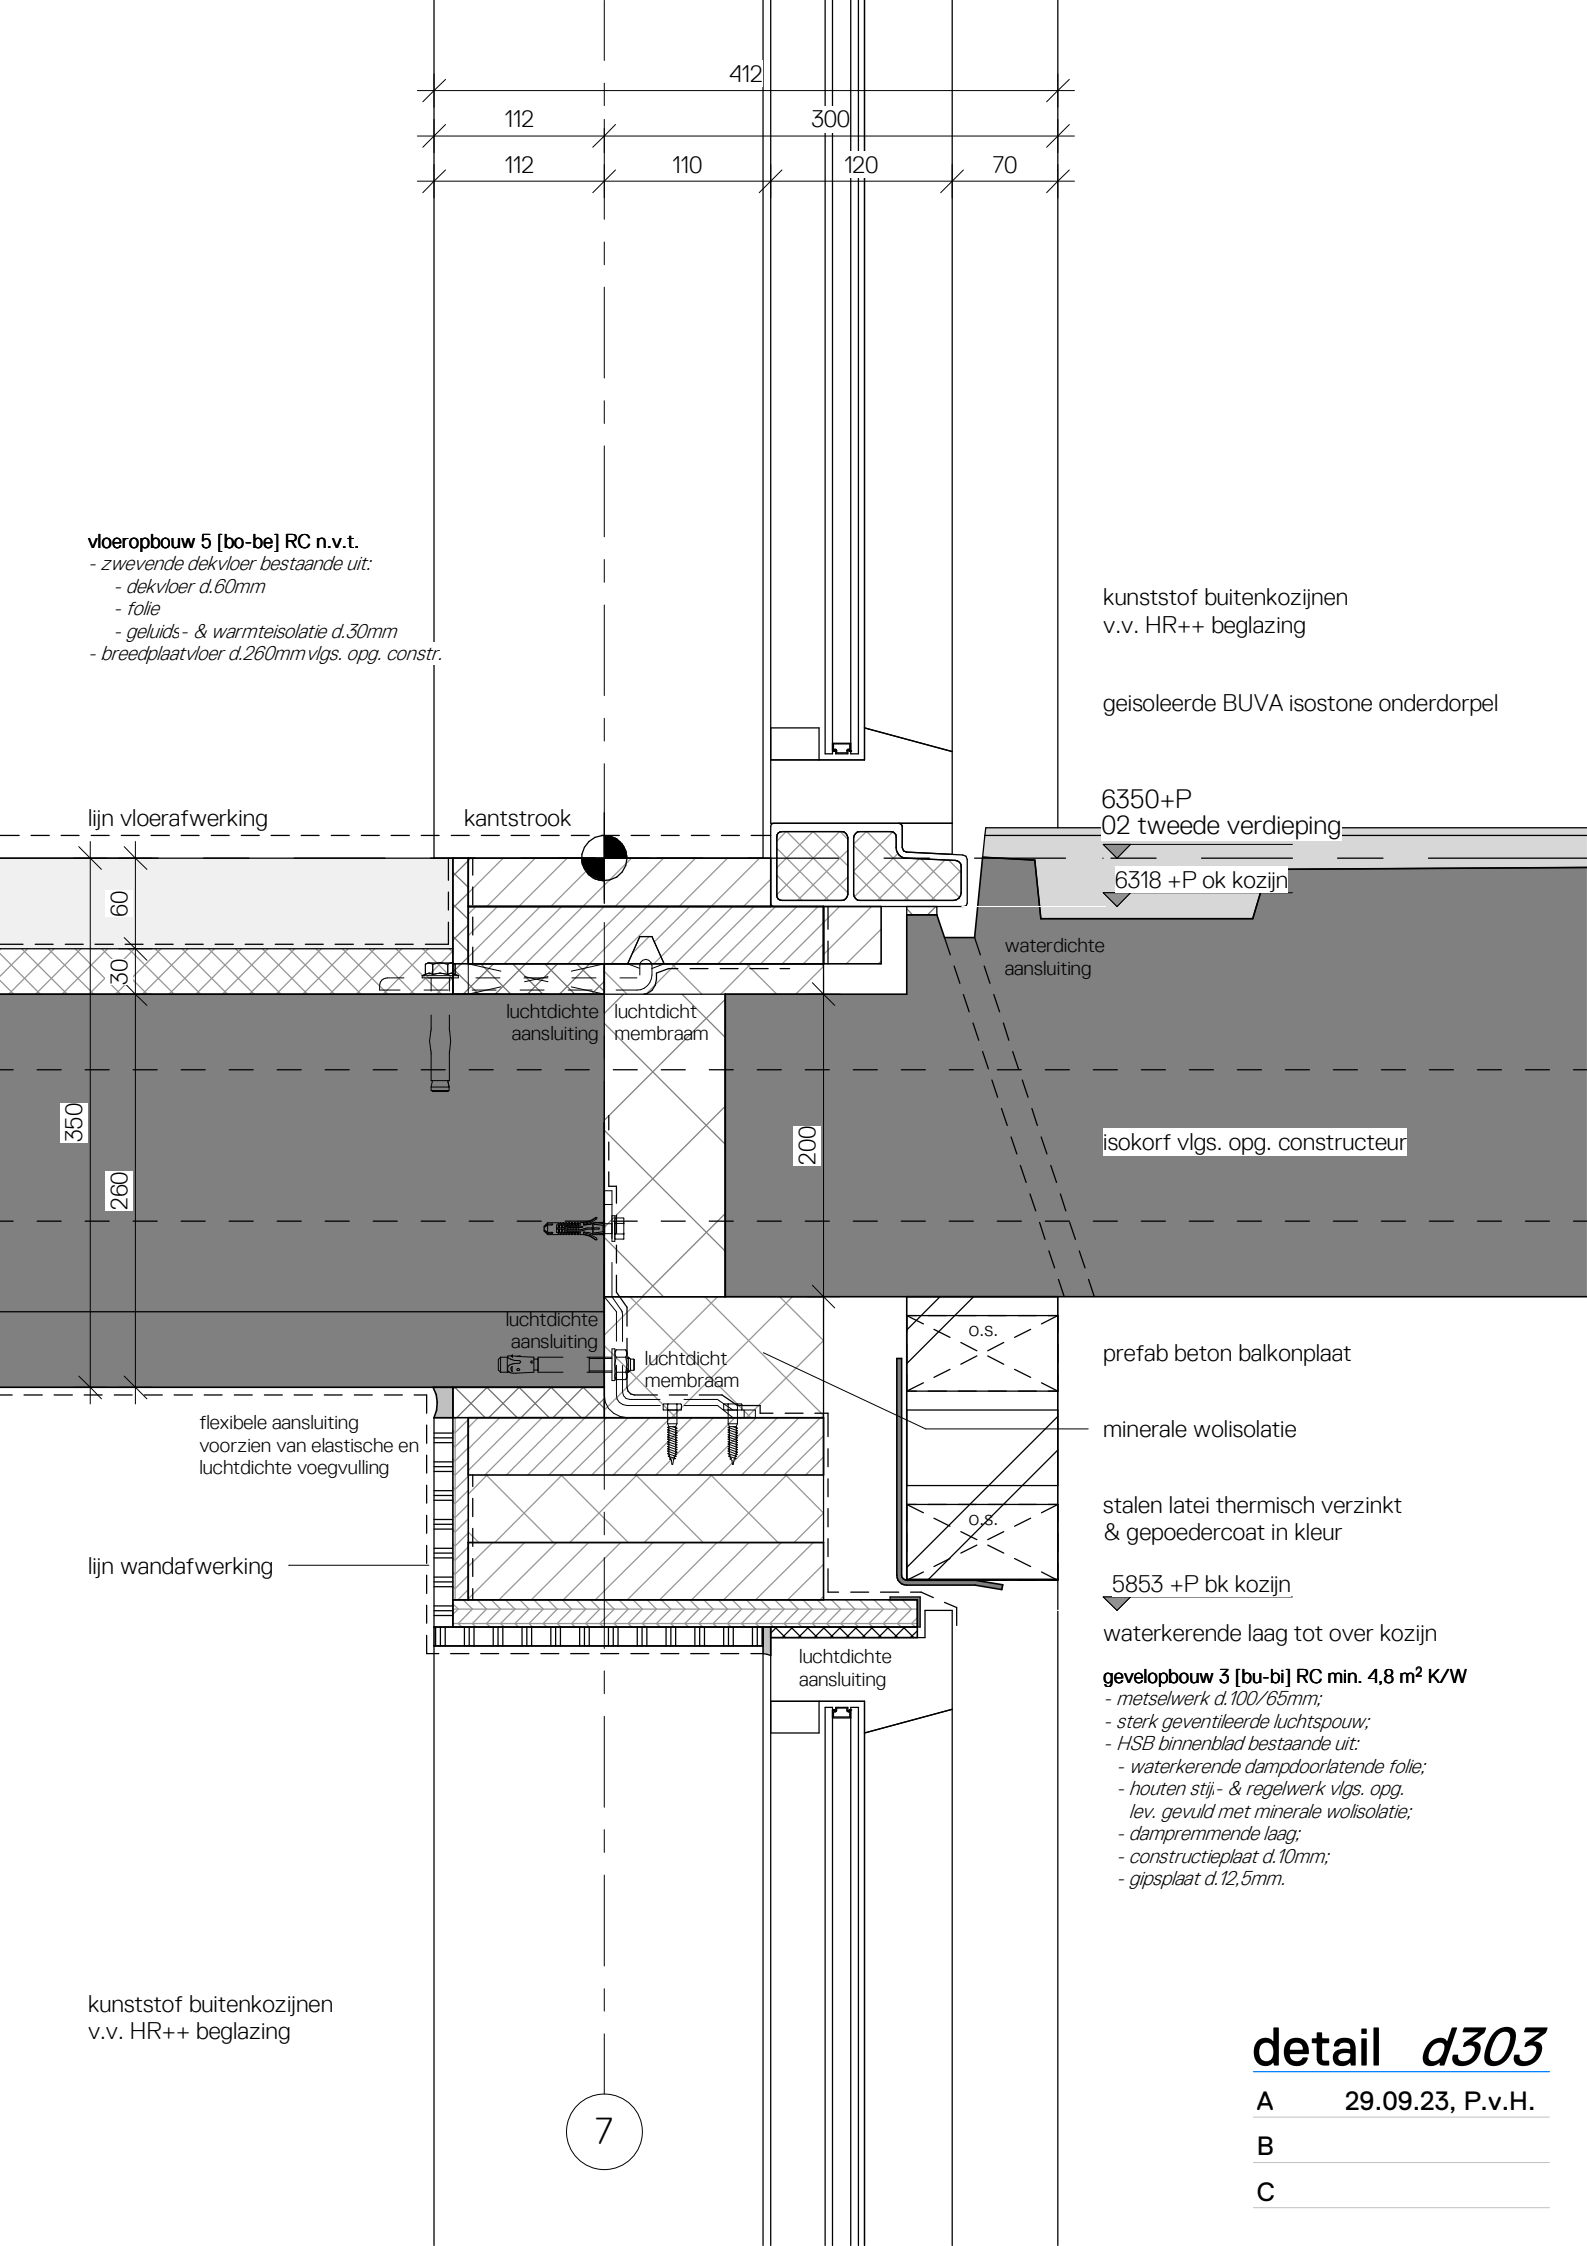 412
112
300
112
110
120
70
vloeropbouw 5 [bo-be] RC n.v.t.
- zwevende dekvloer bestaande uit:
- dekvloer d.60mm
- folie
- geluids- & warmteisolatie d.30mm
- breedplaatvloer d.260mm vlgs. opg. constr.
kunststof buitenkozijnen
v.v. HR++ beglazing
geisoleerde BUVA isostone onderdorpel
6350+P
02 tweede verdieping
lijn vloerafwerking
kantstrook
6318 +P ok kozijn
60
30
waterdichte
aansluiting
luchtdichte
aansluiting
luchtdicht
membraam
350
260
200
isokorf vlgs. opg. constructeur
luchtdichte
aansluiting
luchtdicht
membraam
o.s.
prefab beton balkonplaat
flexibele aansluiting
voorzien van elastische en
luchtdichte voegvulling
minerale wolisolatie
stalen latei thermisch verzinkt
& gepoedercoat in kleur
o.s.
lijn wandafwerking
5853 +P bk kozijn
waterkerende laag tot over kozijn
luchtdichte
aansluiting
gevelopbouw 3 [bu-bi] RC min. 4,8 m² K/W
- metselwerk d.100/65mm;
- sterk geventileerde luchtspouw;
- HSB binnenblad bestaande uit:
- waterkerende dampdoorlatende folie;
- houten stijl- & regelwerk vlgs. opg.
lev. gevuld met minerale wolisolatie;
- dampremmende laag;
- constructieplaat d.10mm;
- gipsplaat d.12,5mm.
kunststof buitenkozijnen
v.v. HR++ beglazing
7
detail d303
A 29.09.23, P.v.H.
B
C